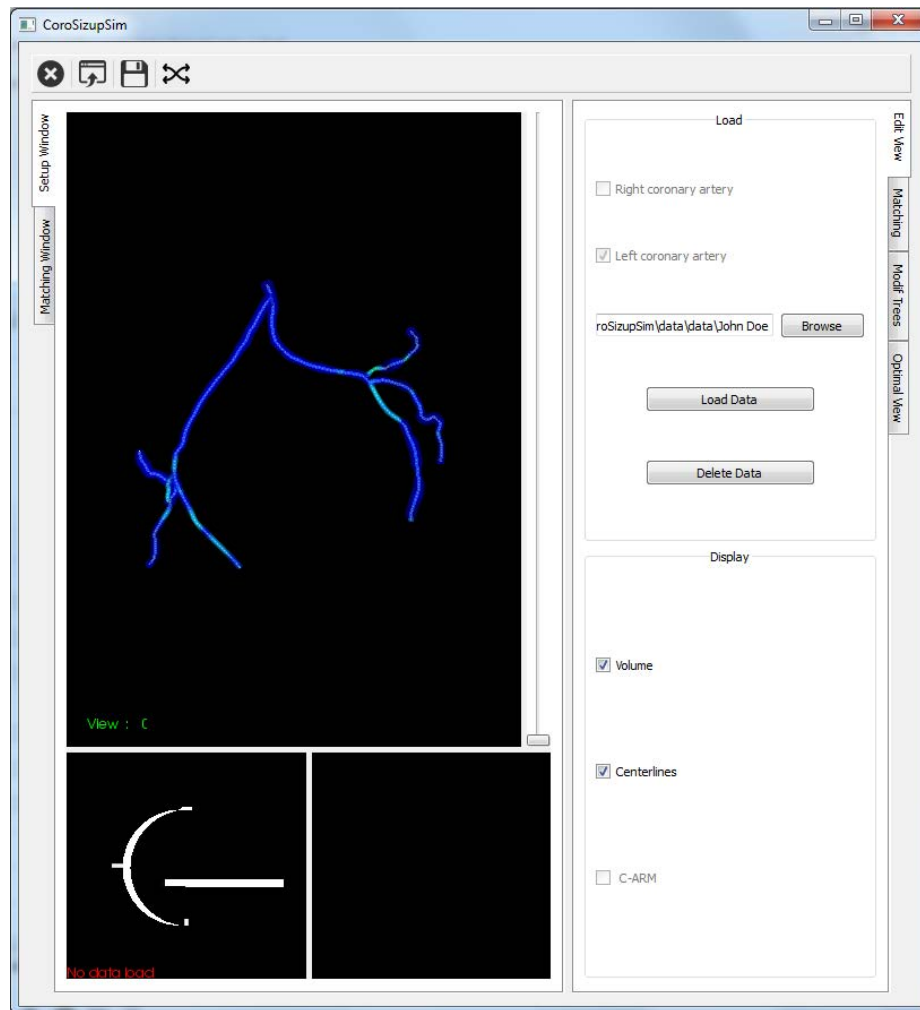 CoroSizupSim
Setup Window
Matching Window
View : 0
No data load
Load
Right coronary artery
Left coronary artery
roSizupSim\data\data\John Doe
Browse
Load Data
Delete Data
Display
Volume
Centerlines
C-ARM
Edit View
Matching
Modif Trees
Optimal View